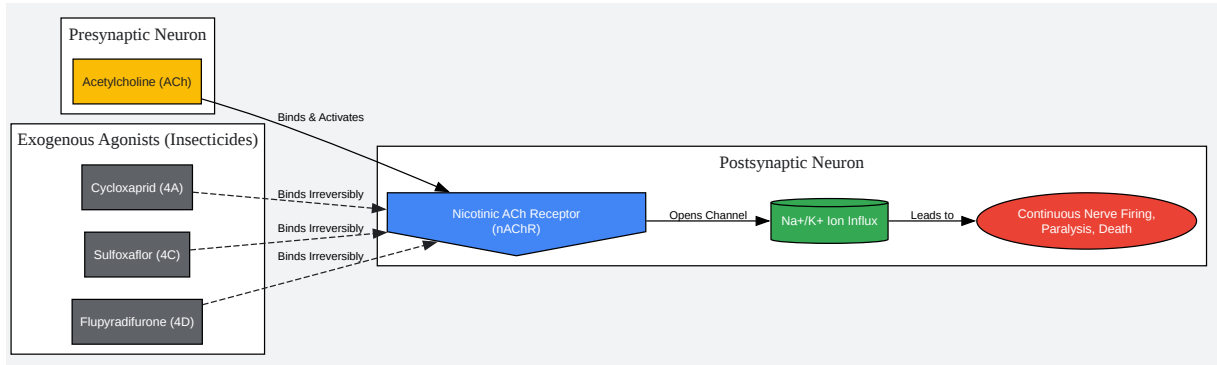 Presynaptic Neuron
Acetylcholine (ACh)
Binds & Activates
Exogenous Agonists (Insecticides)
Cycloxaprid (4A)
Sulfoxaflor (4C)
Flupyradifurone (4D)
Binds Irreversibly
Binds Irreversibly
Binds Irreversibly
Postsynaptic Neuron
Nicotinic ACh Receptor
(nAChR)
Opens Channel
Na+/K+ Ion Influx
Leads to
Continuous Nerve Firing,
Paralysis, Death